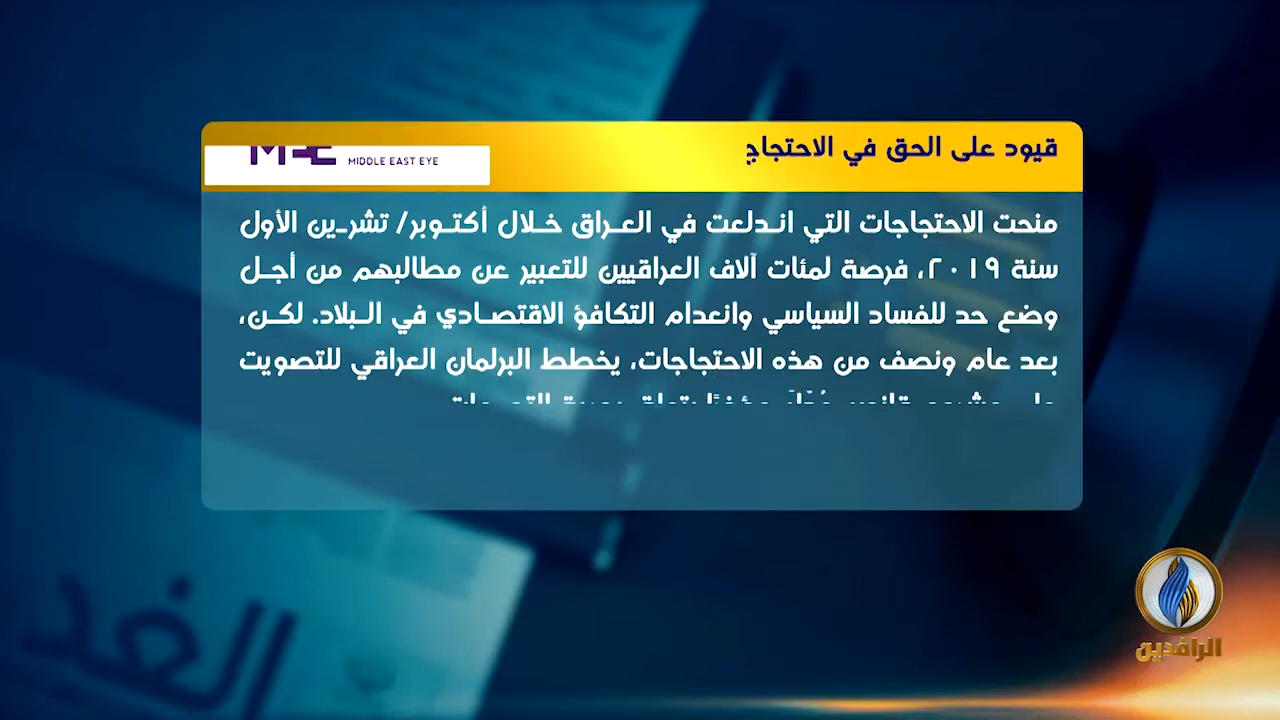 قيود على الحق في الاحتجاج
MEE MIDDLE EAST EYE
منحت الاحتجاجات التي اندلعت في العراق خلال أكتوبر/ تشرين الأول
سنة ٢٠١٩، فرصة لمئات آلاف العراقيين للتعبير عن مطالبهم من أجل
وضع حد للفساد السياسي وانعدام التكافؤ الاقتصادي في البلاد. لكن،
بعد عام ونصف من هذه الاحتجاجات، يخطط البرلمان العراقي للتصويت
الرافدين
الغد